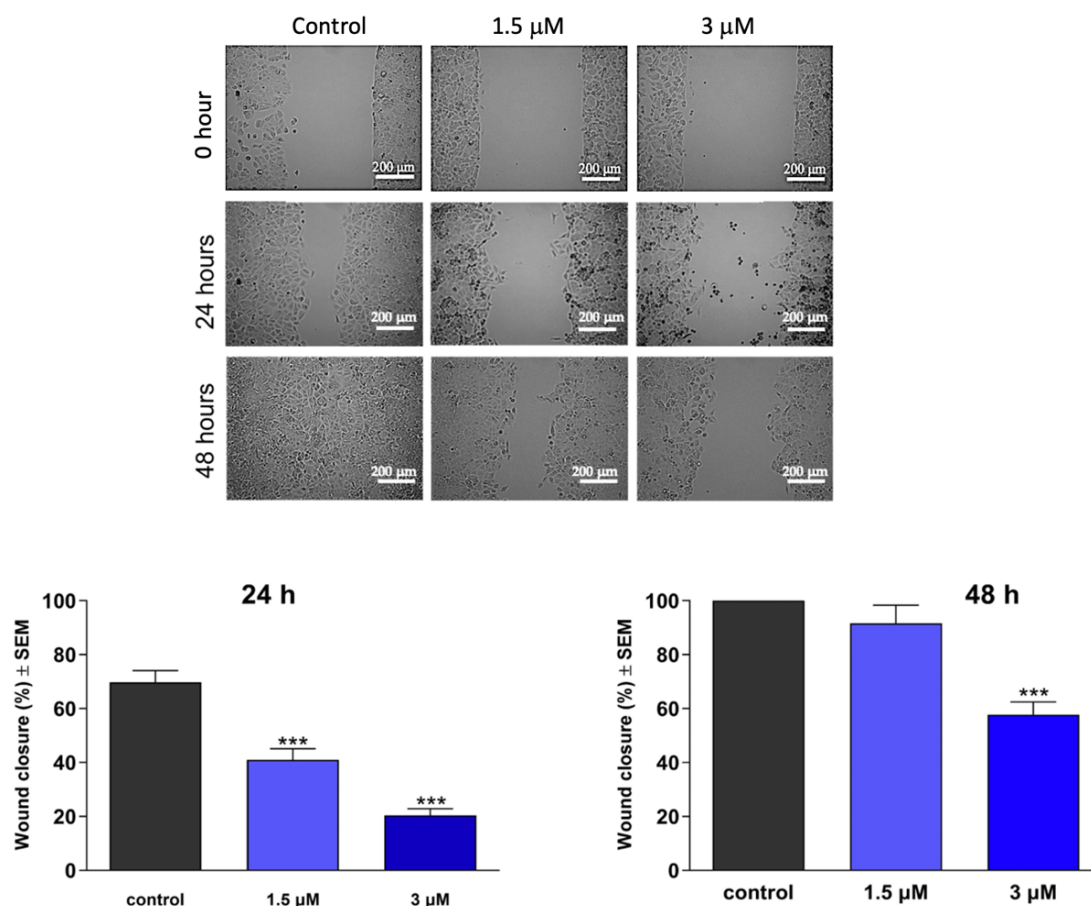 Control 1.5 µM 3 µM
0 hour
200 µm 200 µm 200 µm
24 hours
200 µm 200 µm 200 µm
48 hours
200 µm 200 µm 200 µm
24 h
Wound closure (%) ± SEM
100
80
60
40
20
0
***
***
control 1.5 µM 3 µM
48 h
Wound closure (%) ± SEM
100
80
60
40
20
0
***
control 1.5 µM 3 µM